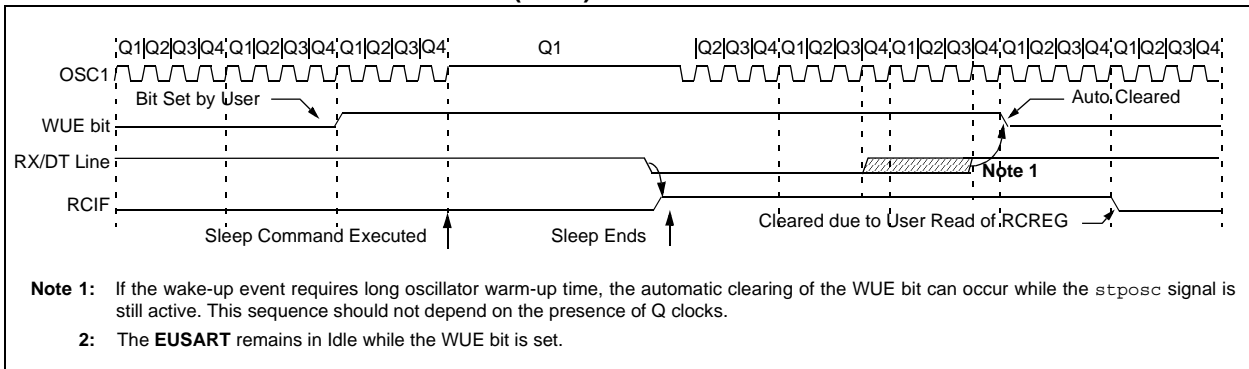 Q1 Q2 Q3 Q4 Q1 Q2 Q3 Q4 Q1 Q2 Q3 Q4 Q1 Q2 Q3 Q4 Q1 Q2 Q3 Q4 Q1 Q2 Q3 Q4 Q1 Q2 Q3 Q4 Q1 Q2 Q3 Q4
OSC1
Bit Set by User
Auto Cleared
WUE bit
RX/DT Line
Note 1
RCIF
Cleared due to User Read of RCREG
Sleep Command Executed
Sleep Ends
Note 1: If the wake-up event requires long oscillator warm-up time, the automatic clearing of the WUE bit can occur while the stposc signal is
still active. This sequence should not depend on the presence of Q clocks.
2: The EUSART remains in Idle while the WUE bit is set.